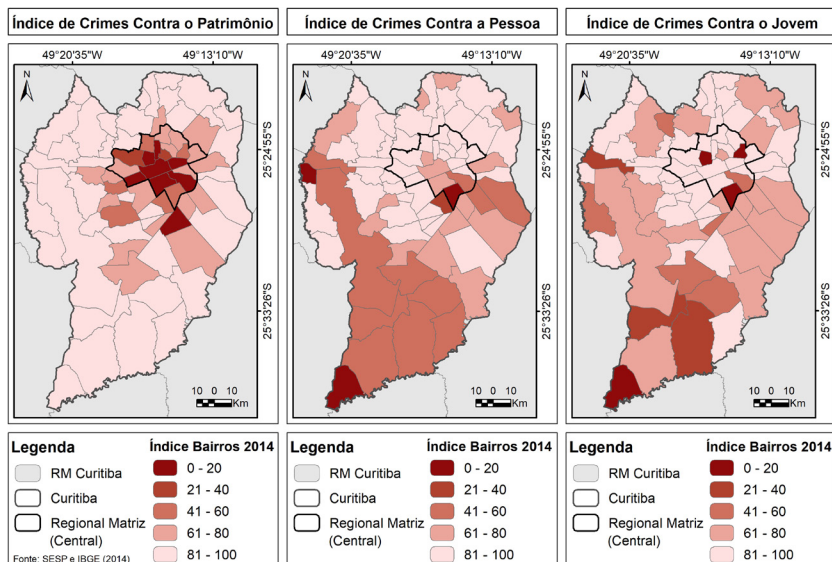 Índice de Crimes Contra o Patrimônio
49°20'35"W 49°13'10"W
N
10 0 10
Km
Legenda
RM Curitiba
Curitiba
Regional Matriz
(Central)
Fonte: SESP e IBGE (2014)
Índice Bairros 2014
0 - 20
21 - 40
41 - 60
61 - 80
81 - 100
Índice de Crimes Contra a Pessoa
49°20'35"W 49°13'10"W
25°24'55"S
25°33'26"S
N
10 0 10
Km
Legenda
RM Curitiba
Curitiba
Regional Matriz
(Central)
Índice Bairros 2014
0 - 20
21 - 40
41 - 60
61 - 80
81 - 100
Índice de Crimes Contra o Jovem
49°20'35"W 49°13'10"W
25°24'55"S
25°33'26"S
N
10 0 10
Km
Legenda
RM Curitiba
Curitiba
Regional Matriz
(Central)
Índice Bairros 2014
0 - 20
21 - 40
41 - 60
61 - 80
81 - 100